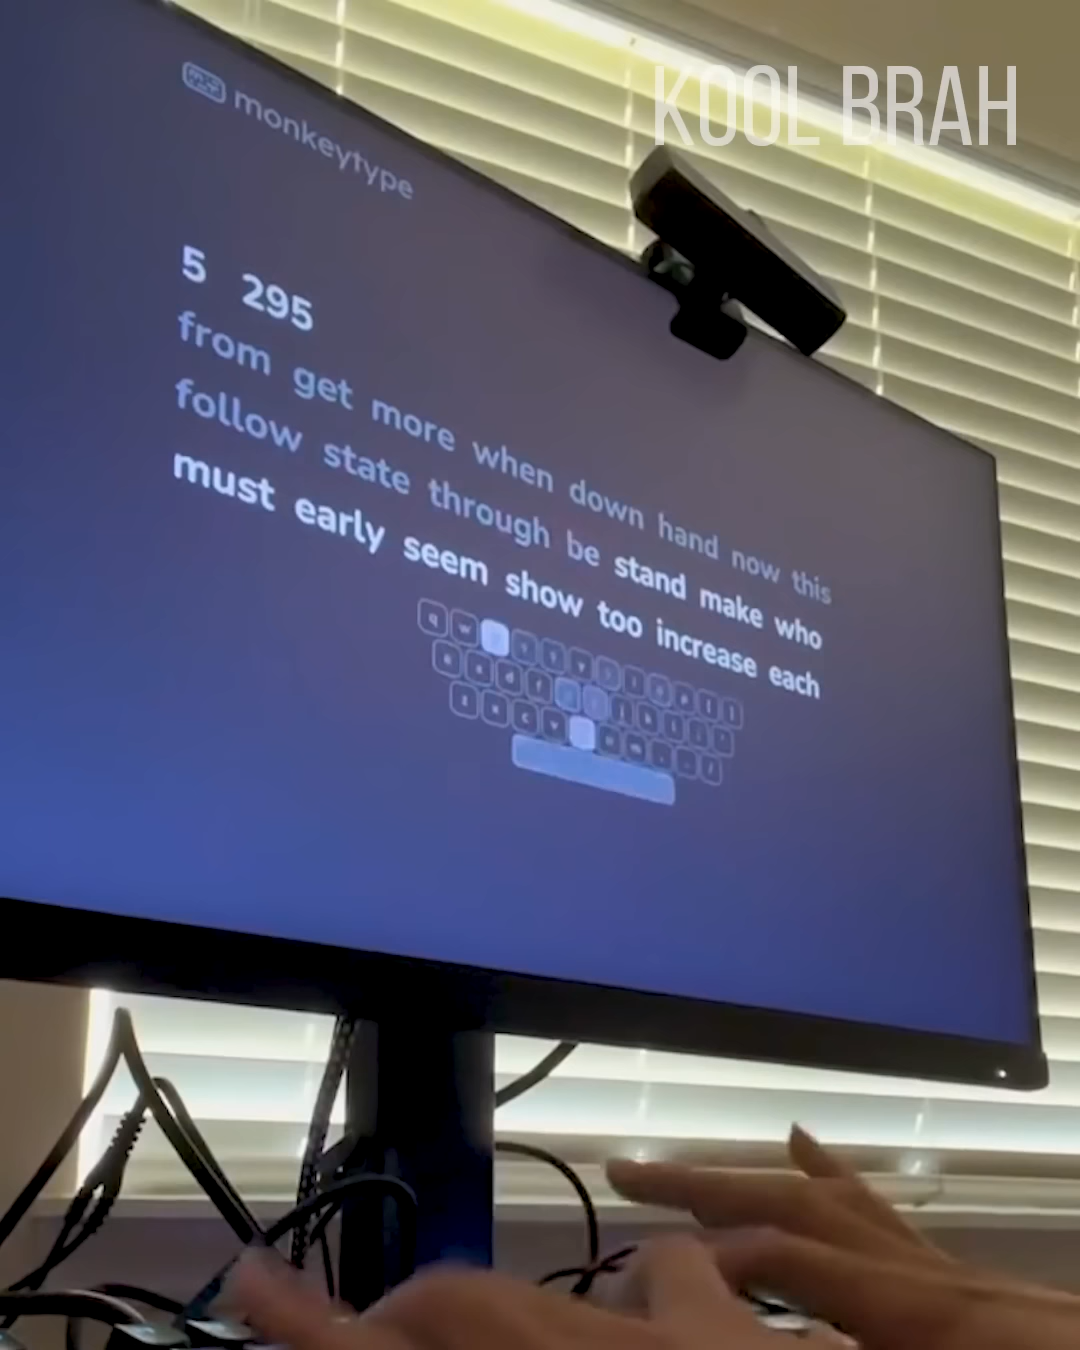 KOOL BRAH
monkeytype
5 295
from get more when down hand now this
follow state through be stand make who
must early seem show too increase each
q w
d f
z x c v